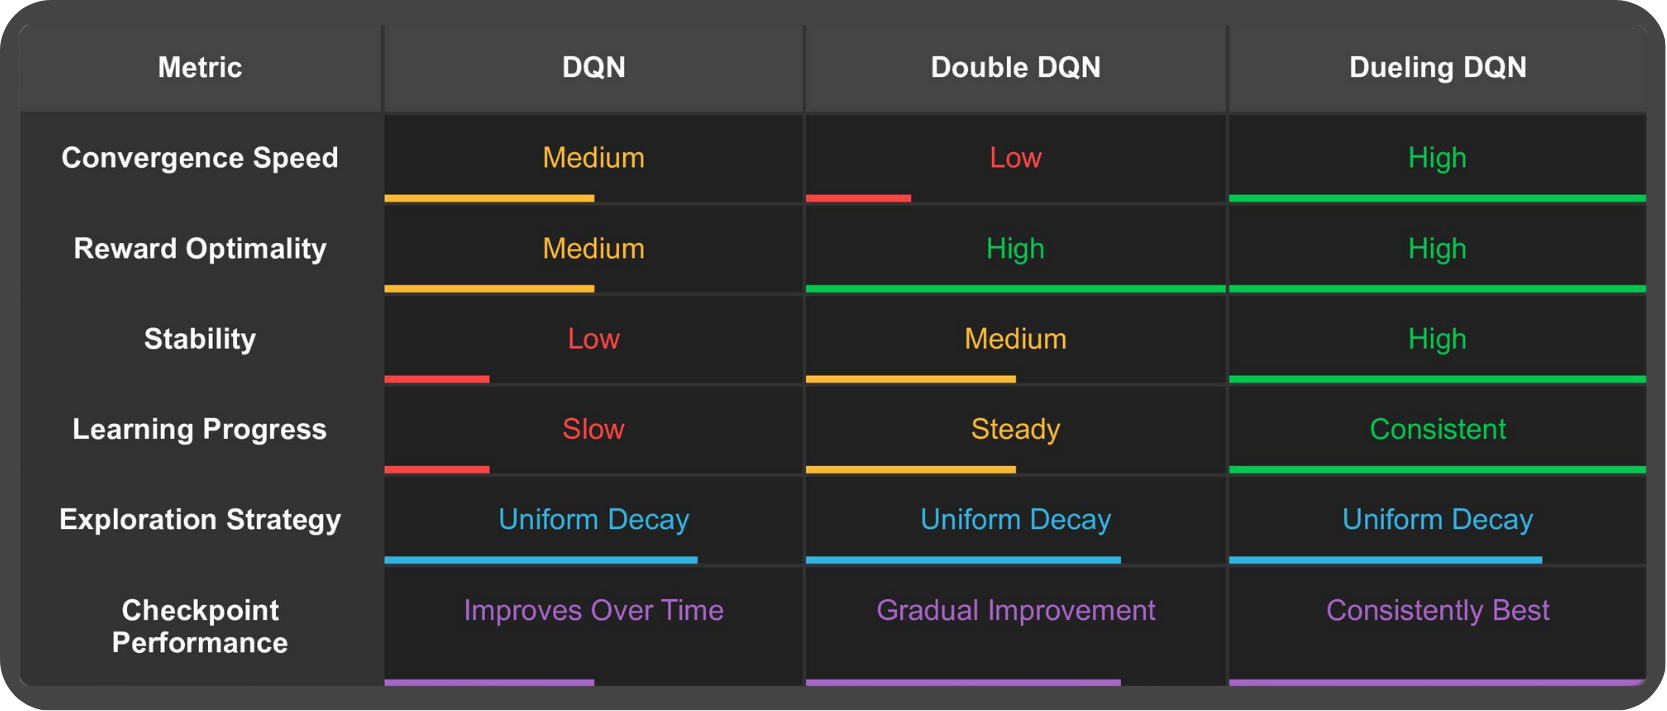 Metric DQN Double DQN Dueling DQN
Convergence Speed Medium Low High
Reward Optimality Medium High High
Stability Low Medium High
Learning Progress Slow Steady Consistent
Exploration Strategy Uniform Decay Uniform Decay Uniform Decay
Checkpoint
Performance Improves Over Time Gradual Improvement Consistently Best